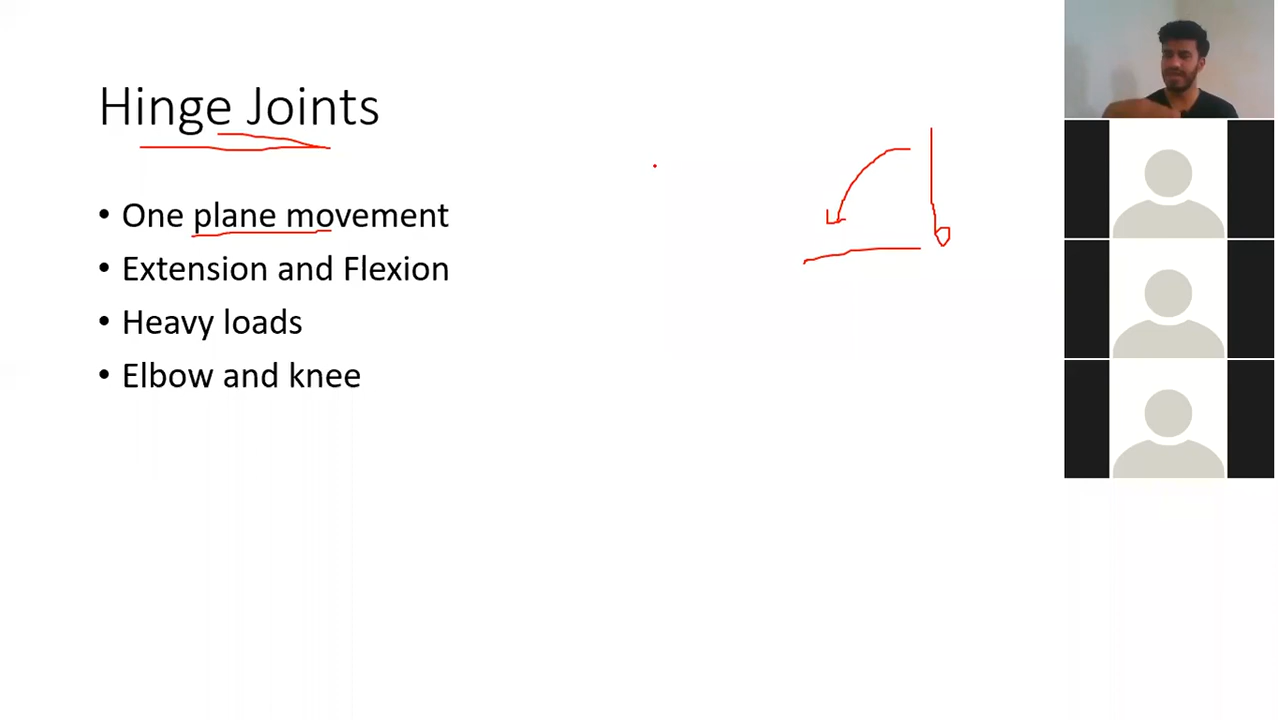 Hinge Joints
• One plane movement
• Extension and Flexion
• Heavy loads
• Elbow and knee